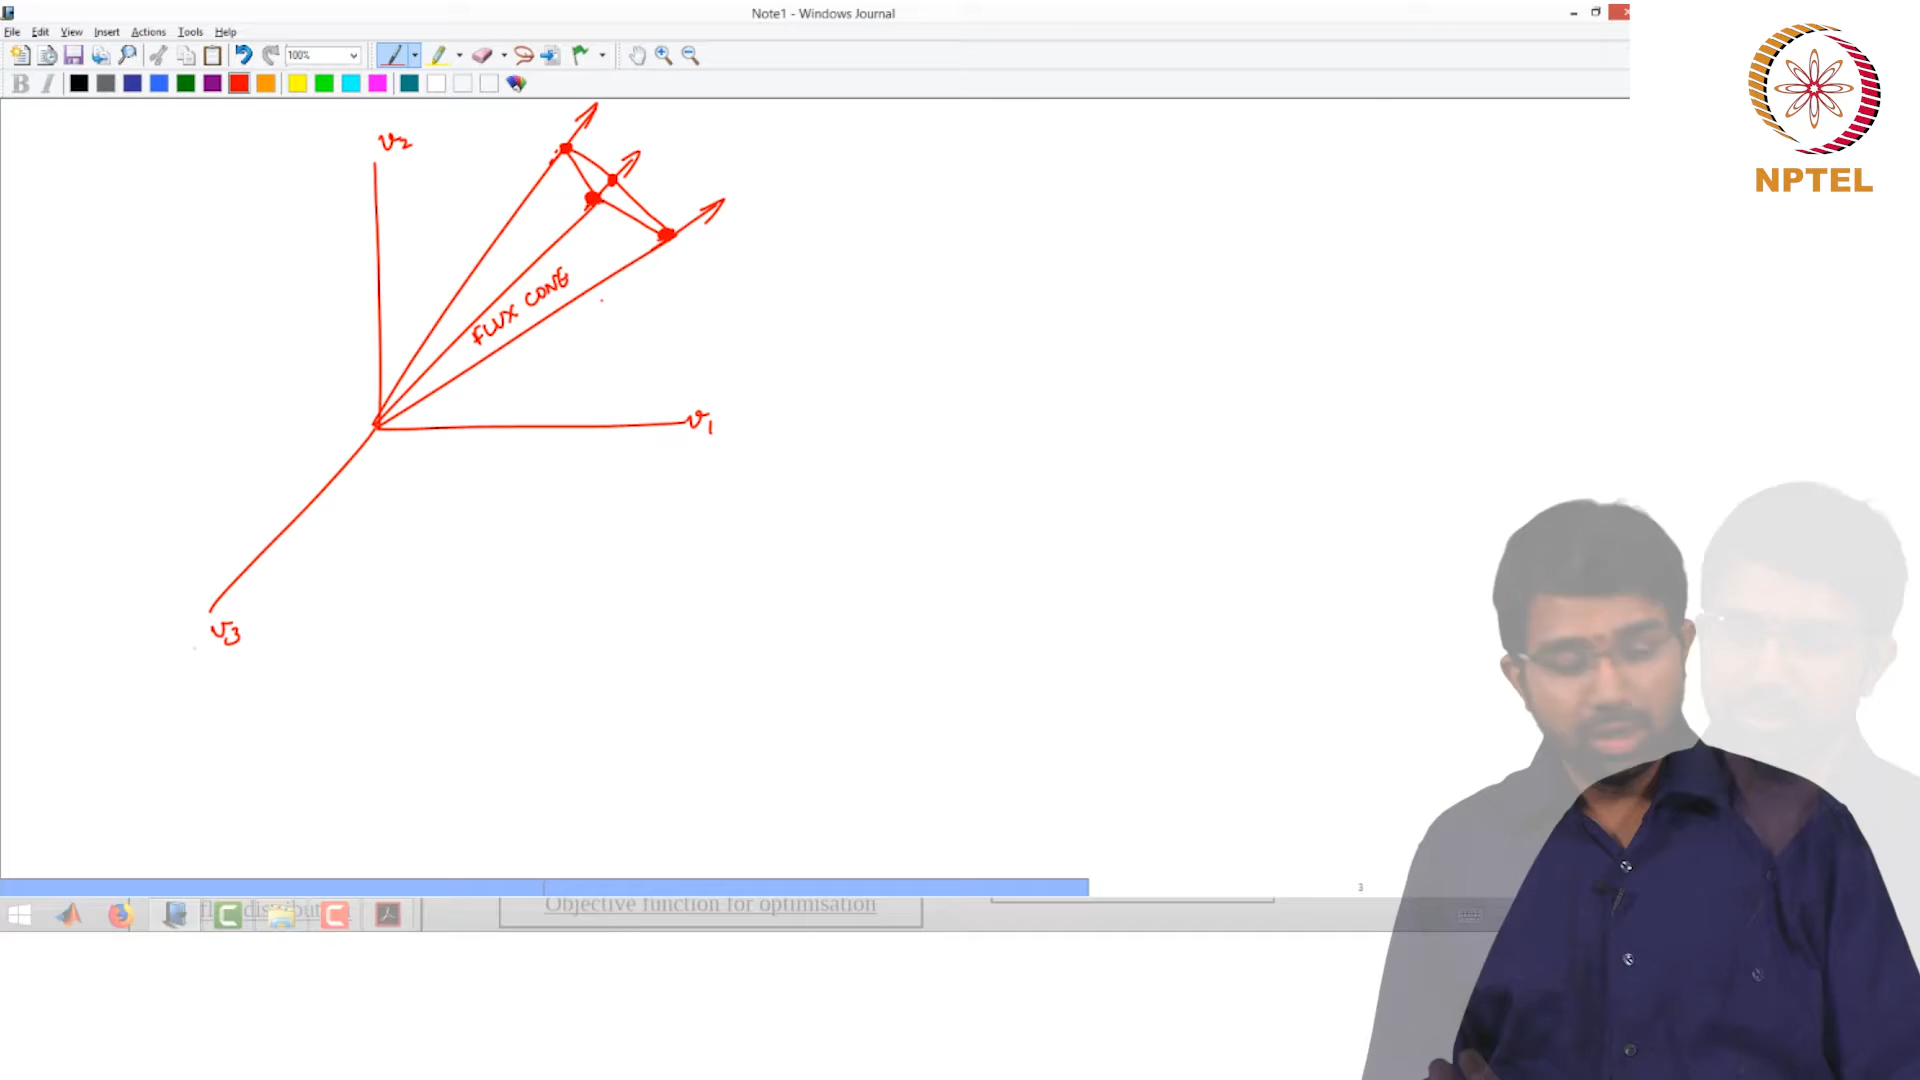 Note1 - Windows Journal
File Edit View Insert Actions Tools Help
100%
B I
NPTEL
v2
FLUX CONE
v1
v3
3
Objective function for optimisation